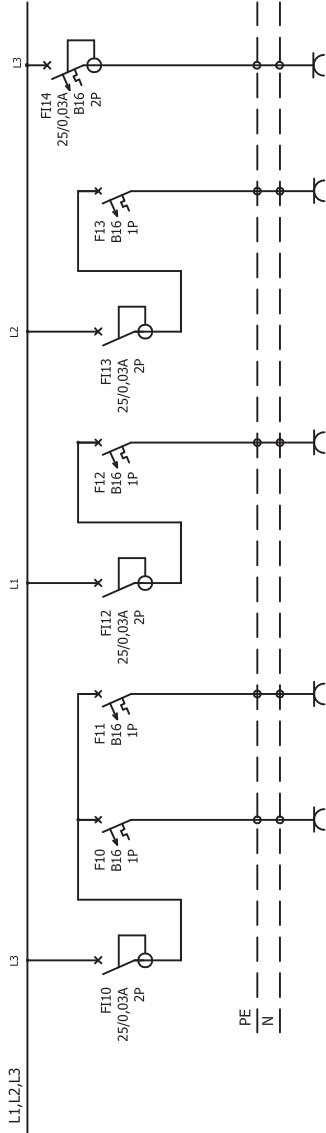 L1,L2,L3
L3
FI10
25/0,03A
2P
F10
B16
1P
F11
B16
1P
L1
FI12
25/0,03A
2P
F12
B16
1P
L2
FI13
25/0,03A
2P
F13
B16
1P
L3
FI14
25/0,03A
B16
2P
PE
N